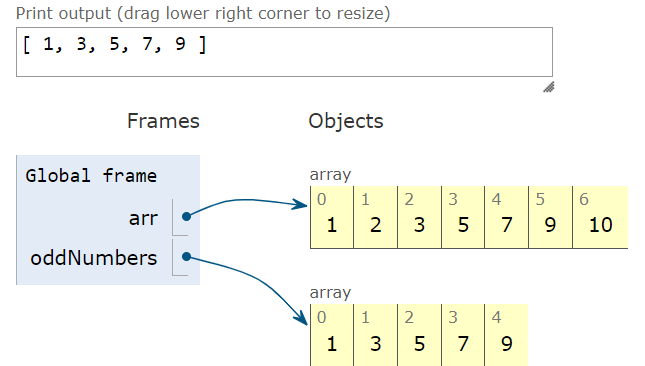 Print output (drag lower right corner to resize)
[ 1, 3, 5, 7, 9 ]
Frames Objects
Global frame
arr
oddNumbers
array
0 1 2 3 4 5 6
1 2 3 5 7 9 10
array
0 1 2 3 4
1 3 5 7 9